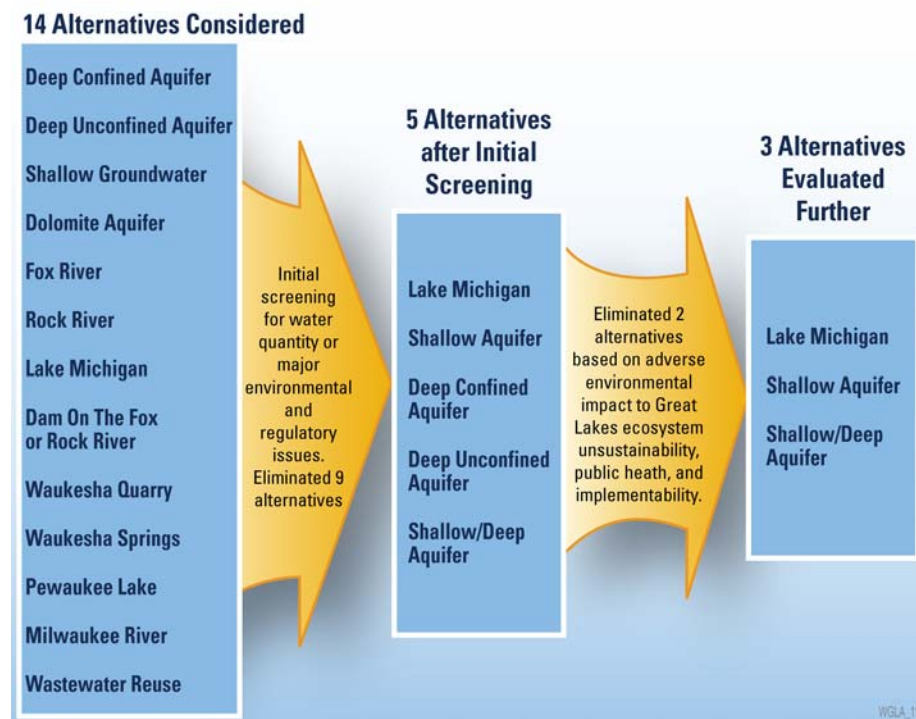 14 Alternatives Considered
Deep Confined Aquifer
Deep Unconfined Aquifer
Shallow Groundwater
Dolomite Aquifer
Fox River
Rock River
Lake Michigan
Dam On The Fox
or Rock River
Waukesha Quarry
Waukesha Springs
Pewaukee Lake
Milwaukee River
Wastewater Reuse
Initial
screening
for water
quantity or
major
environmental
and
regulatory
issues.
Eliminated 9
alternatives
5 Alternatives
after Initial
Screening
Lake Michigan
Shallow Aquifer
Deep Confined
Aquifer
Deep Unconfined
Aquifer
Shallow/Deep
Aquifer
Eliminated 2
alternatives
based on adverse
environmental
impact to Great
Lakes ecosystem
unsustainability,
public heath, and
implementability.
3 Alternatives
Evaluated
Further
Lake Michigan
Shallow Aquifer
Shallow/Deep
Aquifer